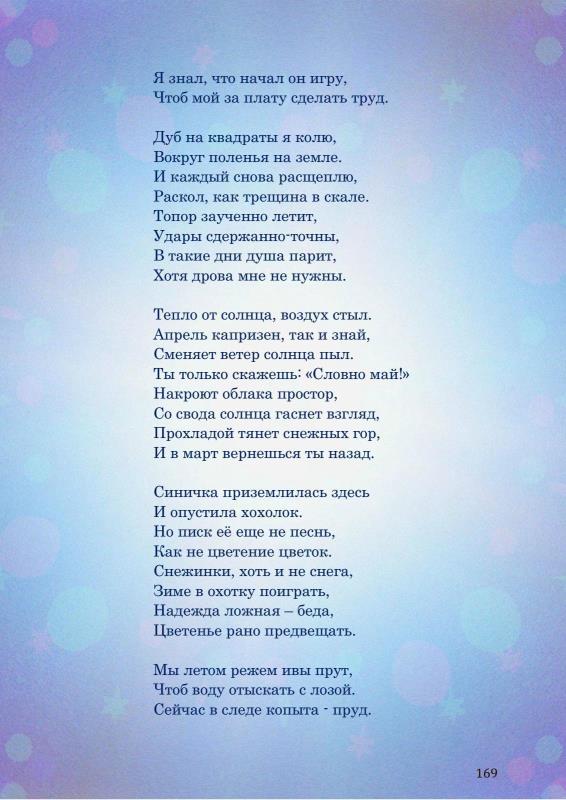 Я знал, что начал он игру,
Чтоб мой за плату сделать труд.
Дуб на квадраты я колю,
Вокруг поленья на земле.
И каждый снова расщеплю,
Раскол, как трещина в скале.
Топор заученно летит,
Удары сдержанно-точны,
В такие дни душа парит,
Хотя дрова мне не нужны.
Тепло от солнца, воздух стыл.
Апрель капризен, так и знай,
Сменяет ветер солнца пыл.
Ты только скажешь: «Словно май!»
Накроют облака простор,
Со свода солнца гаснет взгляд,
Прохладой тянет снежных гор,
И в март вернешься ты назад.
Синичка приземлилась здесь
И опустила хохолок.
Но писк её еще не песнь,
Как не цветение цветок.
Снежинки, хоть и не снега,
Зиме в охотку поиграть,
Надежда ложная – беда,
Цветенье рано предвещать.
Мы летом режем ивы прут,
Чтоб воду отыскать с лозой.
Сейчас в следе копыта - пруд.
169